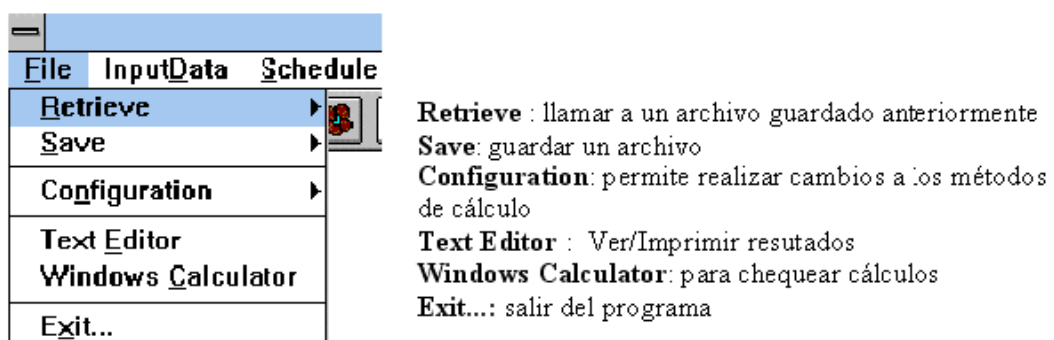 File InputData Schedule
Retrieve
Save
Configuration
Text Editor
Windows Calculator
Exit...
Retrieve : llamar a un archivo guardado anteriormente
Save: guardar un archivo
Configuration: permite realizar cambios a los métodos
de cálculo
Text Editor : Ver/Imprimir resutados
Windows Calculator: para chequear cálculos
Exit...: salir del programa